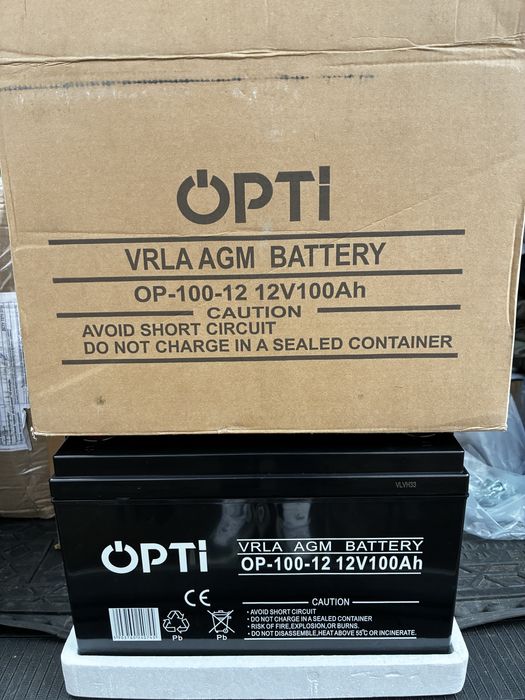 OPTi
VRLA AGM BATTERY
OP-100-12 12V100Ah
CAUTION
AVOID SHORT CIRCUIT
DO NOT CHARGE IN A SEALED CONTAINER
VLVH33
OPTi
VRLA AGM BATTERY
OP-100-12 12V100Ah
CE
CAUTION
• AVOID SHORT CIRCUIT
• DO NOT CHARGE IN A SEALED CONTAINER
• RISK OF FIRE,EXPLOSION,OR BURNS.
• DO NOT DISASSEMBLE,HEAT ABOVE 55°C OR INCINERATE.
Pb Pb